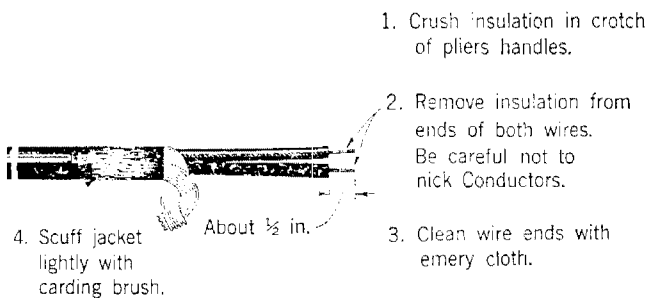 1. Crush insulation in crotch
of pliers handles.
2. Remove insulation from
ends of both wires.
Be careful not to
nick Conductors.
About ½ in.
3. Clean wire ends with
emery cloth.
4. Scuff jacket
lightly with
carding brush.